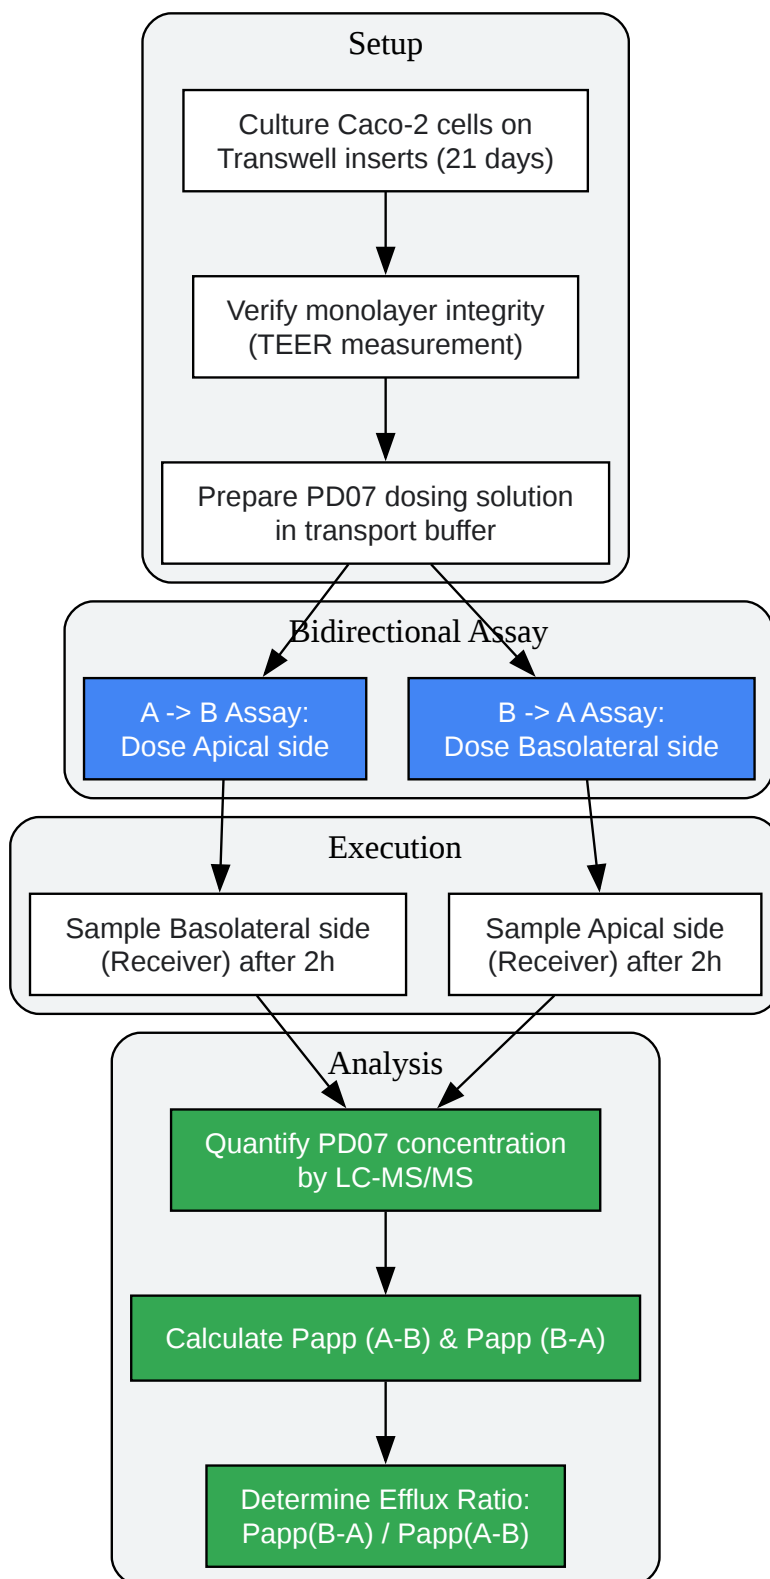 Setup
Culture Caco-2 cells on
Transwell inserts (21 days)
Verify monolayer integrity
(TEER measurement)
Prepare PD07 dosing solution
in transport buffer
Bidirectional Assay
A -> B Assay:
Dose Apical side
B -> A Assay:
Dose Basolateral side
Execution
Sample Basolateral side
(Receiver) after 2h
Sample Apical side
(Receiver) after 2h
Analysis
Quantify PD07 concentration
by LC-MS/MS
Calculate Papp (A-B) & Papp (B-A)
Determine Efflux Ratio:
Papp(B-A) / Papp(A-B)